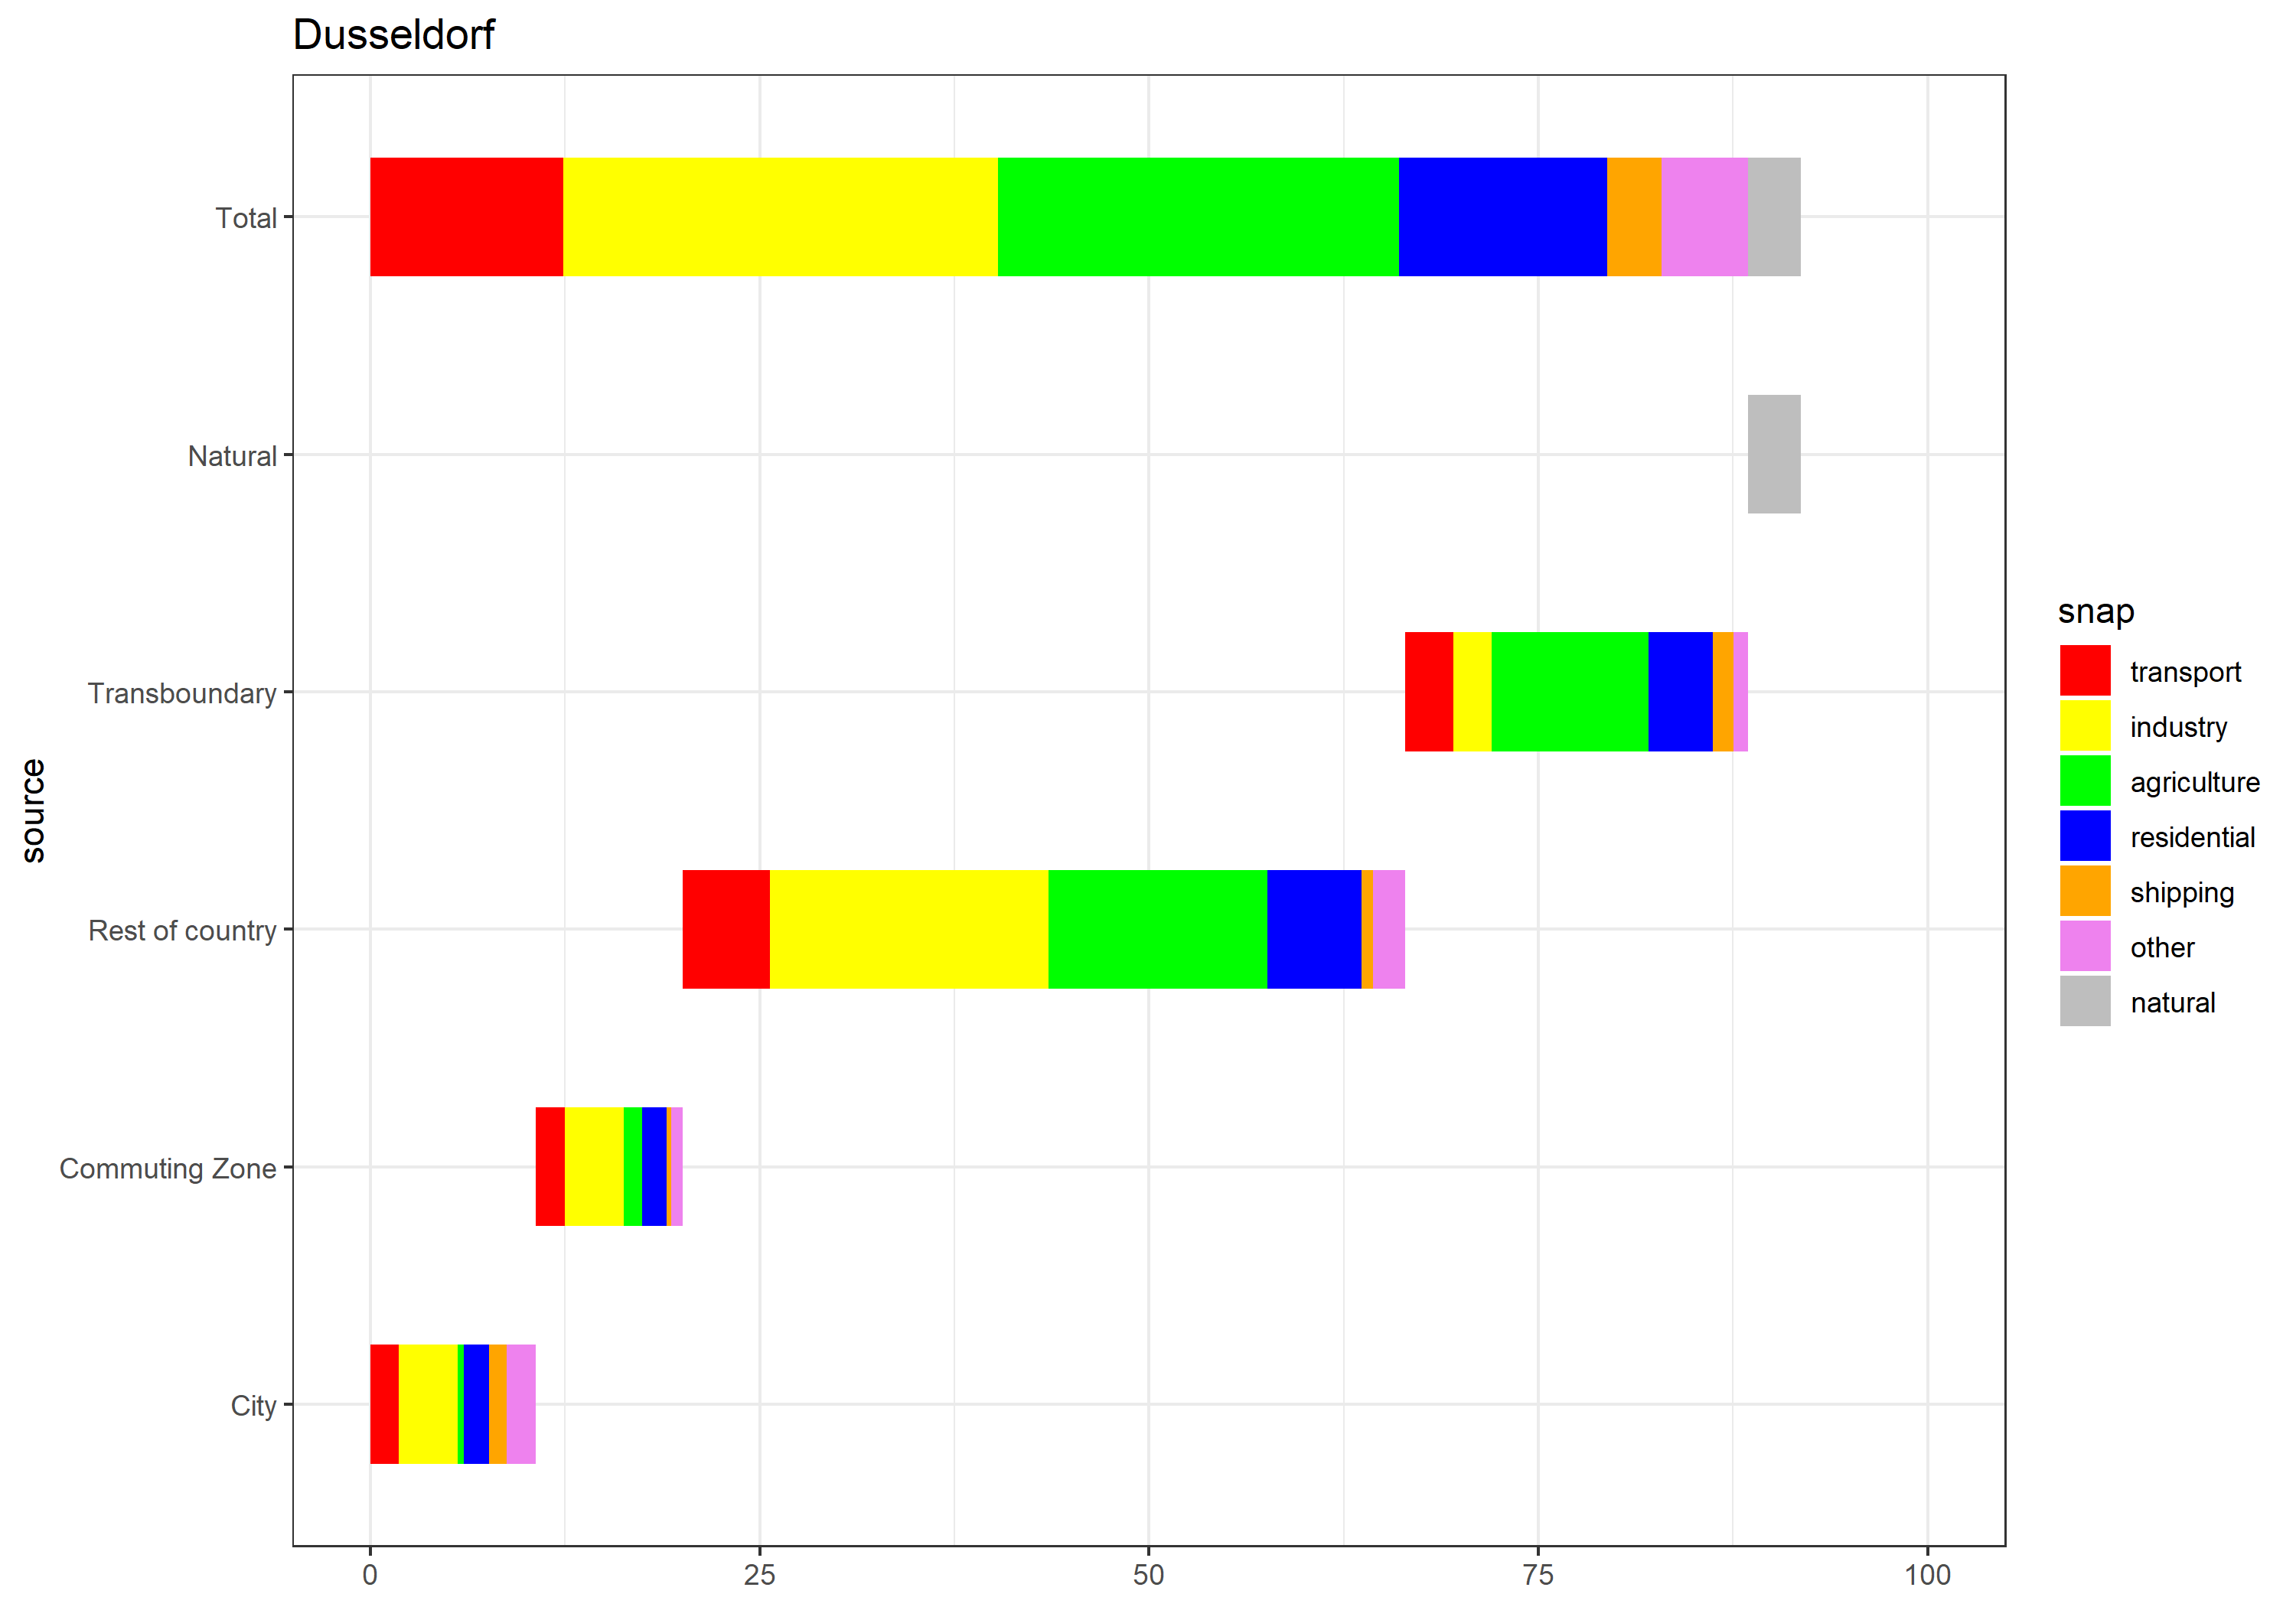 Dusseldorf
Total
Natural
Transboundary
Rest of country
Commuting Zone
City
source
0 25 50 75 100
snap
transport
industry
agriculture
residential
shipping
other
natural